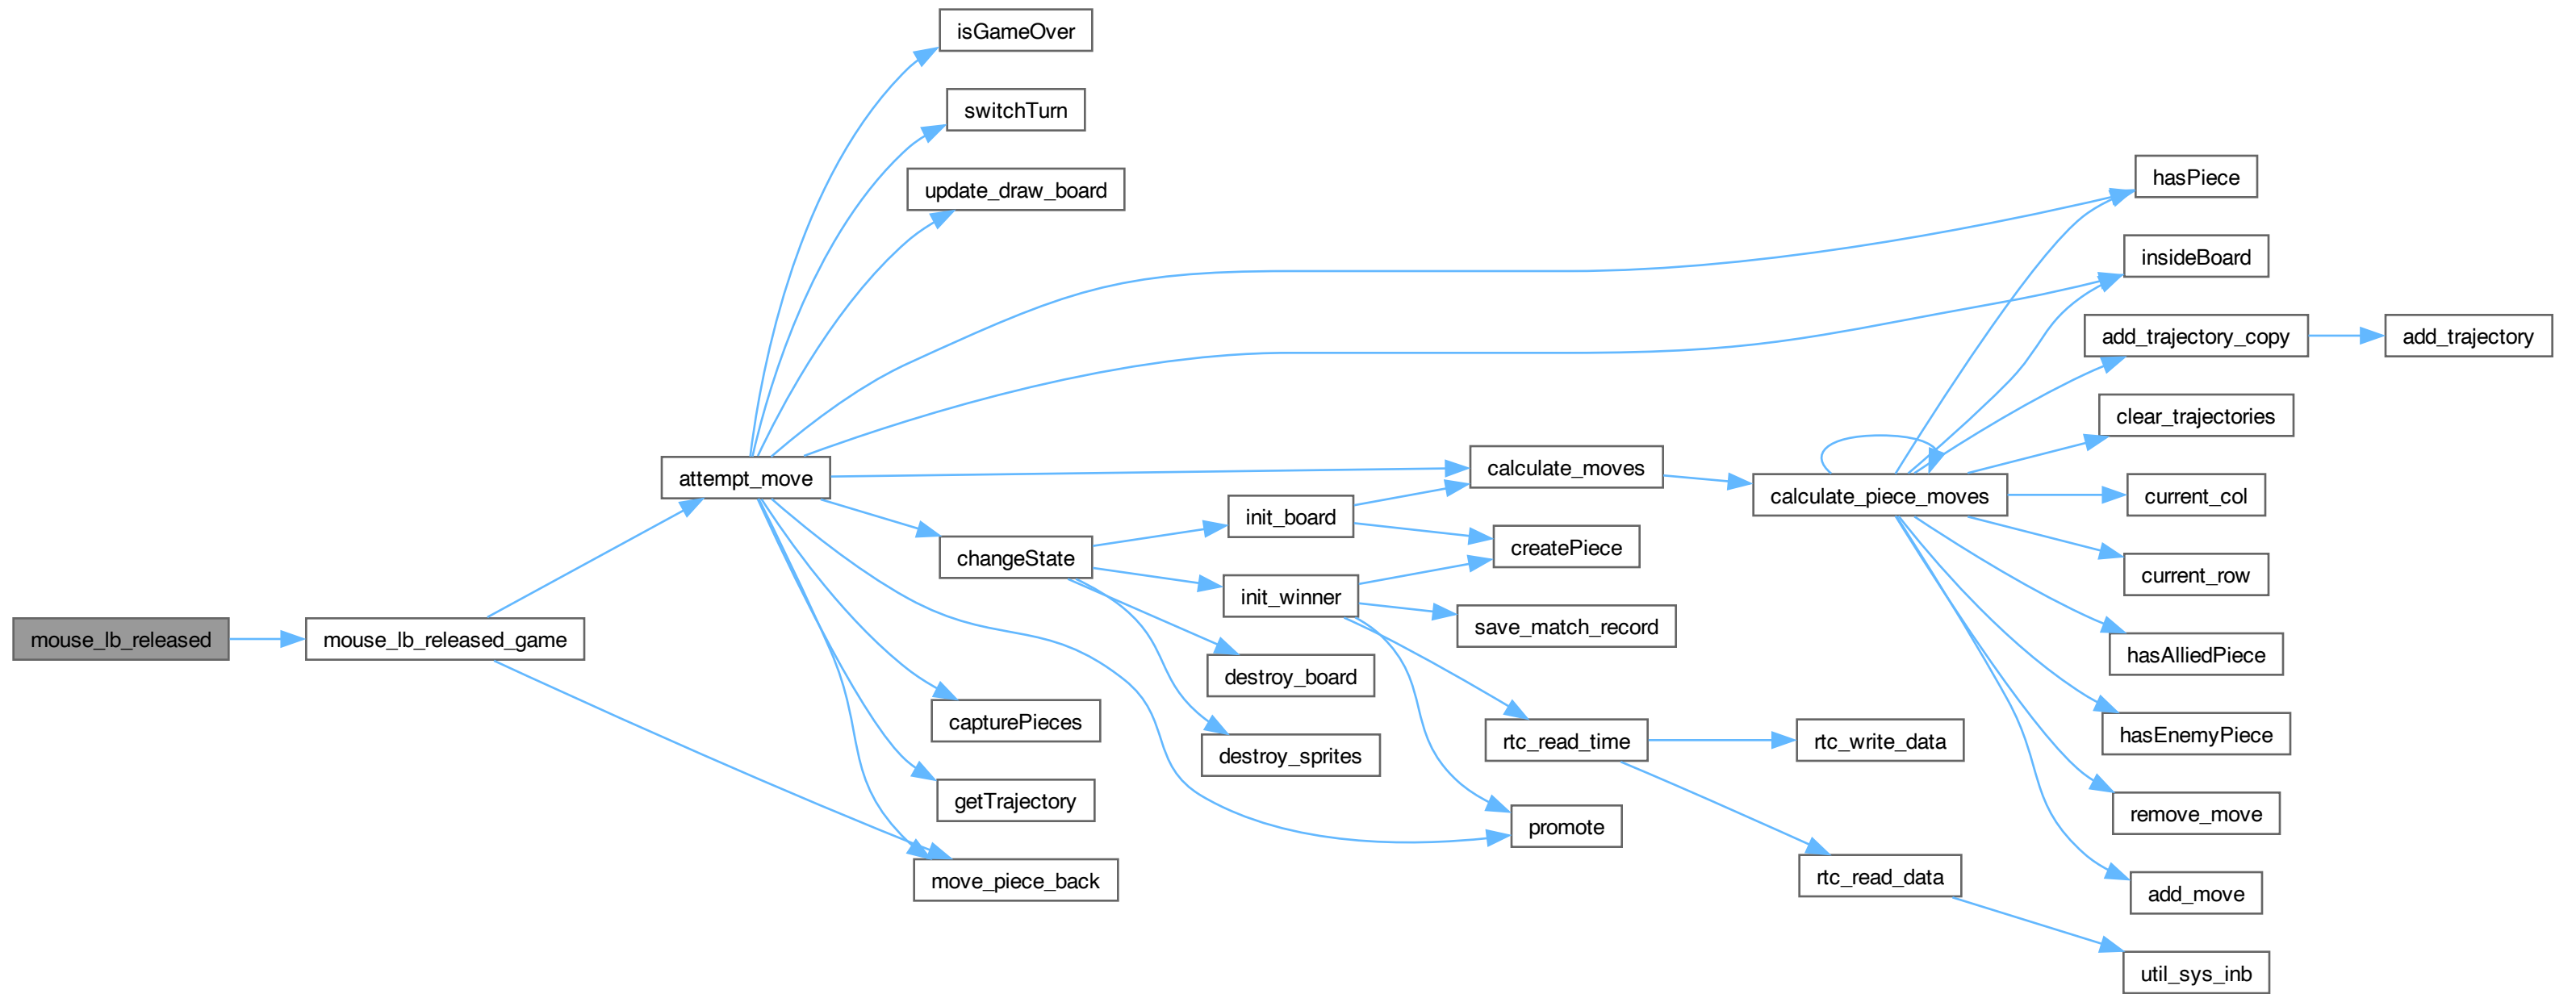 isGameOver
switchTurn
update_draw_board
hasPiece
insideBoard
add_trajectory_copy
add_trajectory
clear_trajectories
attempt_move
calculate_moves
calculate_piece_moves
current_col
init_board
createPiece
changeState
current_row
init_winner
save_match_record
mouse_lb_released
mouse_lb_released_game
hasAlliedPiece
destroy_board
capturePieces
hasEnemyPiece
rtc_read_time
rtc_write_data
destroy_sprites
getTrajectory
remove_move
promote
move_piece_back
rtc_read_data
add_move
util_sys_inb